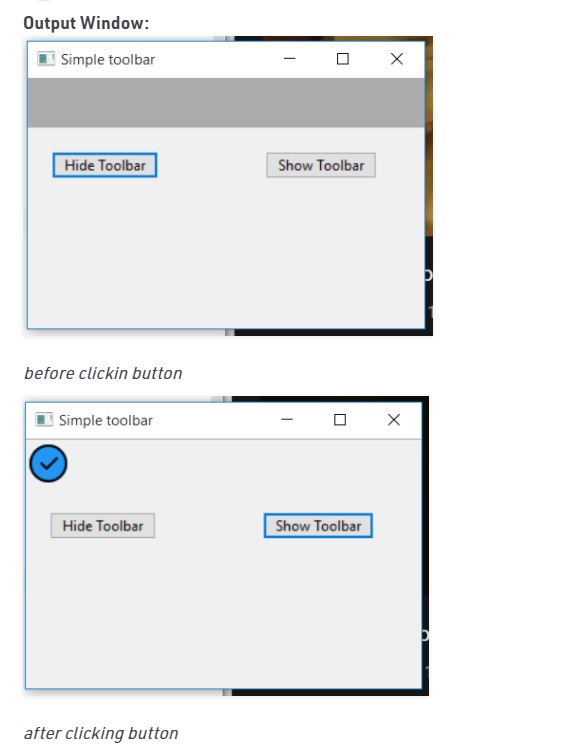 Output Window:
Simple toolbar
Hide Toolbar Show Toolbar
before clickin button
Simple toolbar
Hide Toolbar Show Toolbar
after clicking button